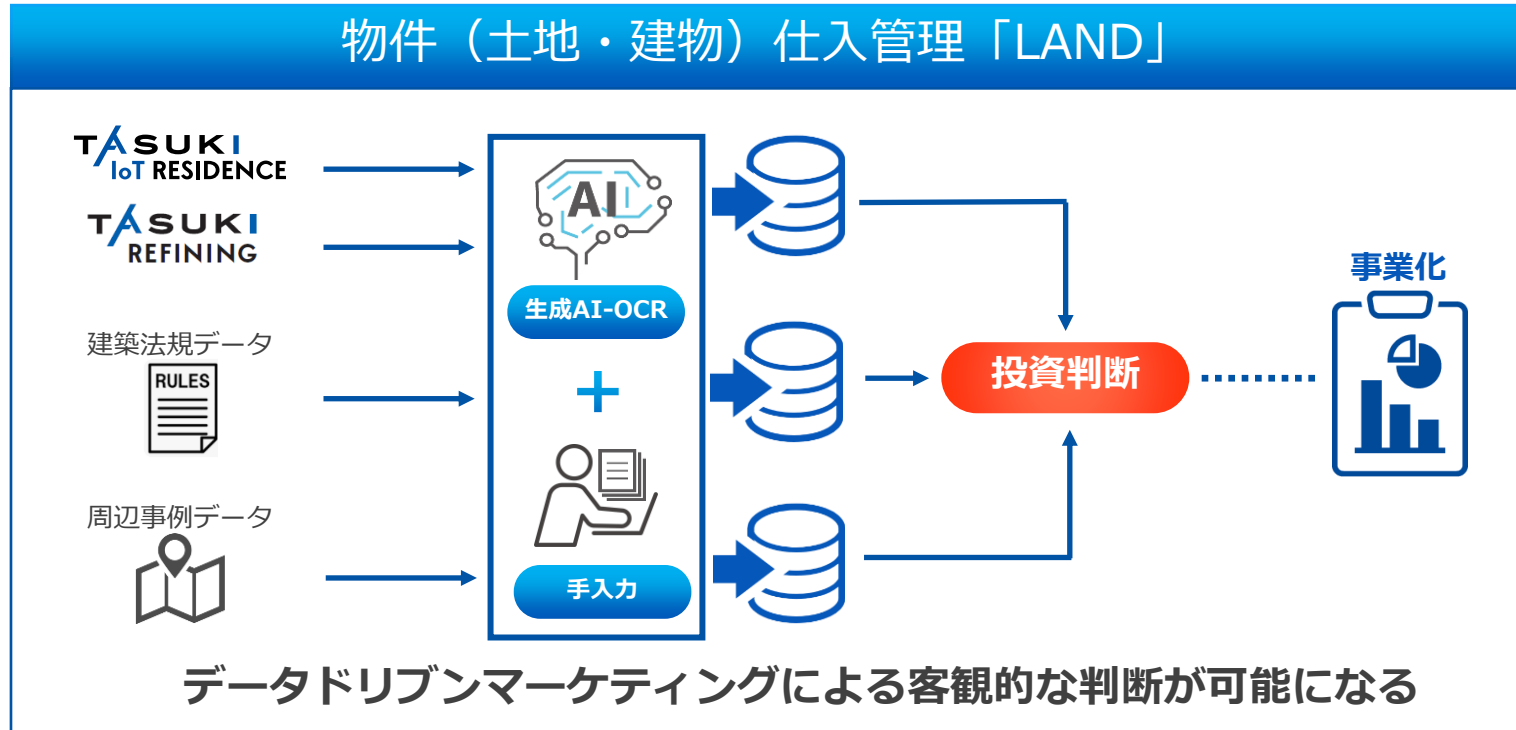 物件（土地・建物）仕入管理「LAND」
TASUKI
IoT RESIDENCE
TASUKI
REFINING
建築法規データ
RULES
周辺事例データ
AI
生成AI-OCR
+
手入力
投資判断
事業化
データドリブンマーケティングによる客観的な判断が可能になる